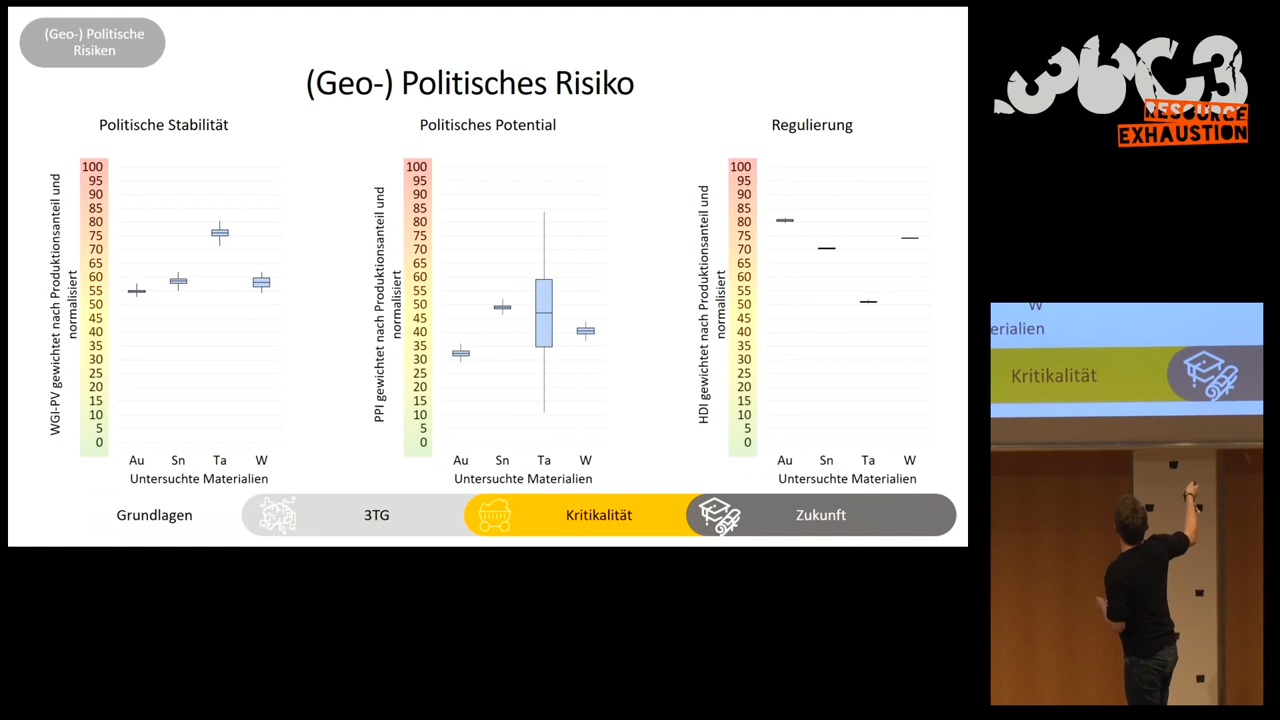 (Geo-) Politische
Risiken
(Geo-) Politisches Risiko
Politische Stabilität
WGI-PV gewichtet nach Produktionsanteil und
normalisiert
100
95
90
85
80
75
70
65
60
55
50
45
40
35
30
25
20
15
10
5
0
Au Sn Ta W
Untersuchte Materialien
Politisches Potential
PPI gewichtet nach Produktionsanteil und
normalisiert
100
95
90
85
80
75
70
65
60
55
50
45
40
35
30
25
20
15
10
5
0
Au Sn Ta W
Untersuchte Materialien
Regulierung
HDI gewichtet nach Produktionsanteil und
normalisiert
100
95
90
85
80
75
70
65
60
55
50
45
40
35
30
25
20
15
10
5
0
Au Sn Ta W
Untersuchte Materialien
Grundlagen 3TG Kritikalität Zukunft
36C3
RESOURCE
EXHAUSTION
W
erialien
Kritikalität